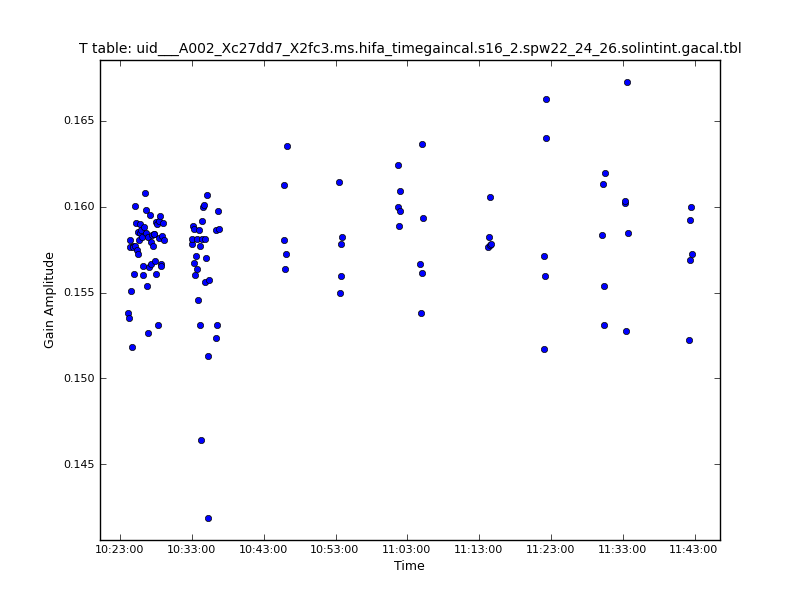 T table: uid___A002_Xc27dd7_X2fc3.ms.hifa_timegaincal.s16_2.spw22_24_26.solintint.gacal.tbl
0.165
0.160
0.155
0.150
0.145
Gain Amplitude
10:23:00 10:33:00 10:43:00 10:53:00 11:03:00 11:13:00 11:23:00 11:33:00 11:43:00
Time